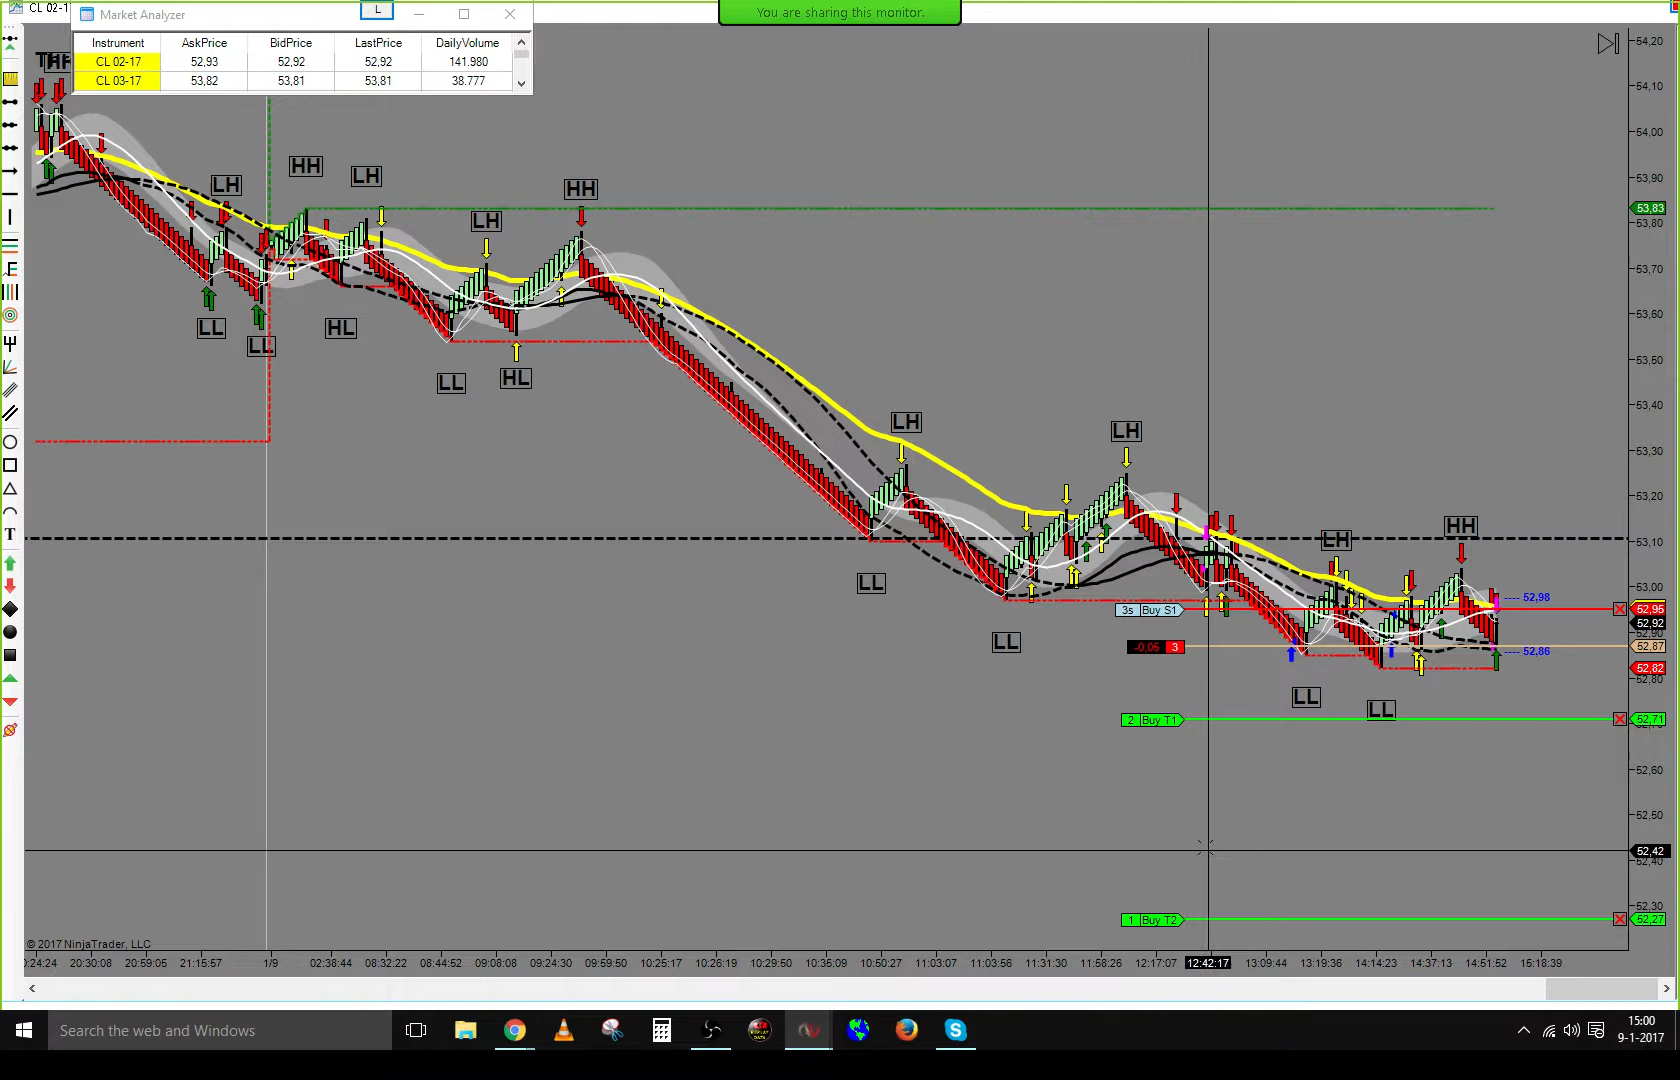 CL 02-1
Market Analyzer
L
You are sharing this monitor.
Instrument AskPrice BidPrice LastPrice DailyVolume
CL 02-17 52,93 52,92 52,92 141.980
CL 03-17 53,82 53,81 53,81 38.777
HH
LH HH LH HH
LH
LL LL HL
LL HL
LH LH
LL
LL
LH HH
LL LL
54,20
54,10
54,00
53,90
53,83
53,80
53,70
53,60
53,50
53,40
53,30
53,20
53,10
53,00
---- 52,98
3s Buy S1 52,95
52,92
52,90
-0,06 3 52,87
---- 52,86
52,82
52,80
2 Buy T1 52,71
52,60
52,50
52,42
52,40
52,30
1 Buy T2 52,27
F
T
© 2017 NinjaTrader, LLC
0:24:24 20:30:08 20:59:05 21:15:57 1/9 02:38:44 08:32:22 08:44:52 09:08:08 09:24:30 09:59:50 10:25:17 10:26:19 10:29:50 10:35:09 10:50:27 11:03:07 11:03:56 11:31:30 11:58:26 12:17:07 12:42:17 13:09:44 13:19:36 14:14:23 14:37:13 14:51:52 15:18:39
Search the web and Windows
15:00
9-1-2017